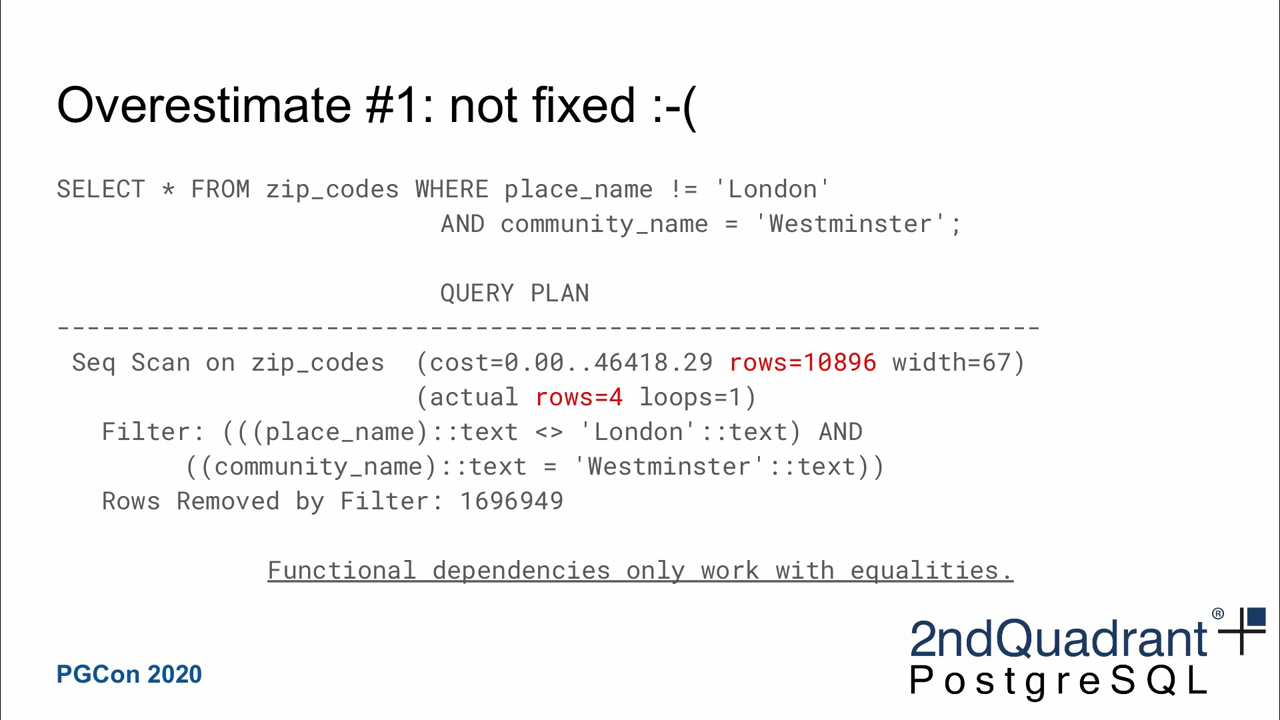 Overestimate #1: not fixed :-(
SELECT * FROM zip_codes WHERE place_name != 'London'
AND community_name = 'Westminster';
QUERY PLAN
------------------------------------------------------------------
Seq Scan on zip_codes (cost=0.00..46418.29 rows=10896 width=67)
(actual rows=4 loops=1)
Filter: (((place_name)::text <> 'London'::text) AND
((community_name)::text = 'Westminster'::text))
Rows Removed by Filter: 1696949
Functional dependencies only work with equalities.
2ndQuadrant®
PostgreSQL
PGCon 2020